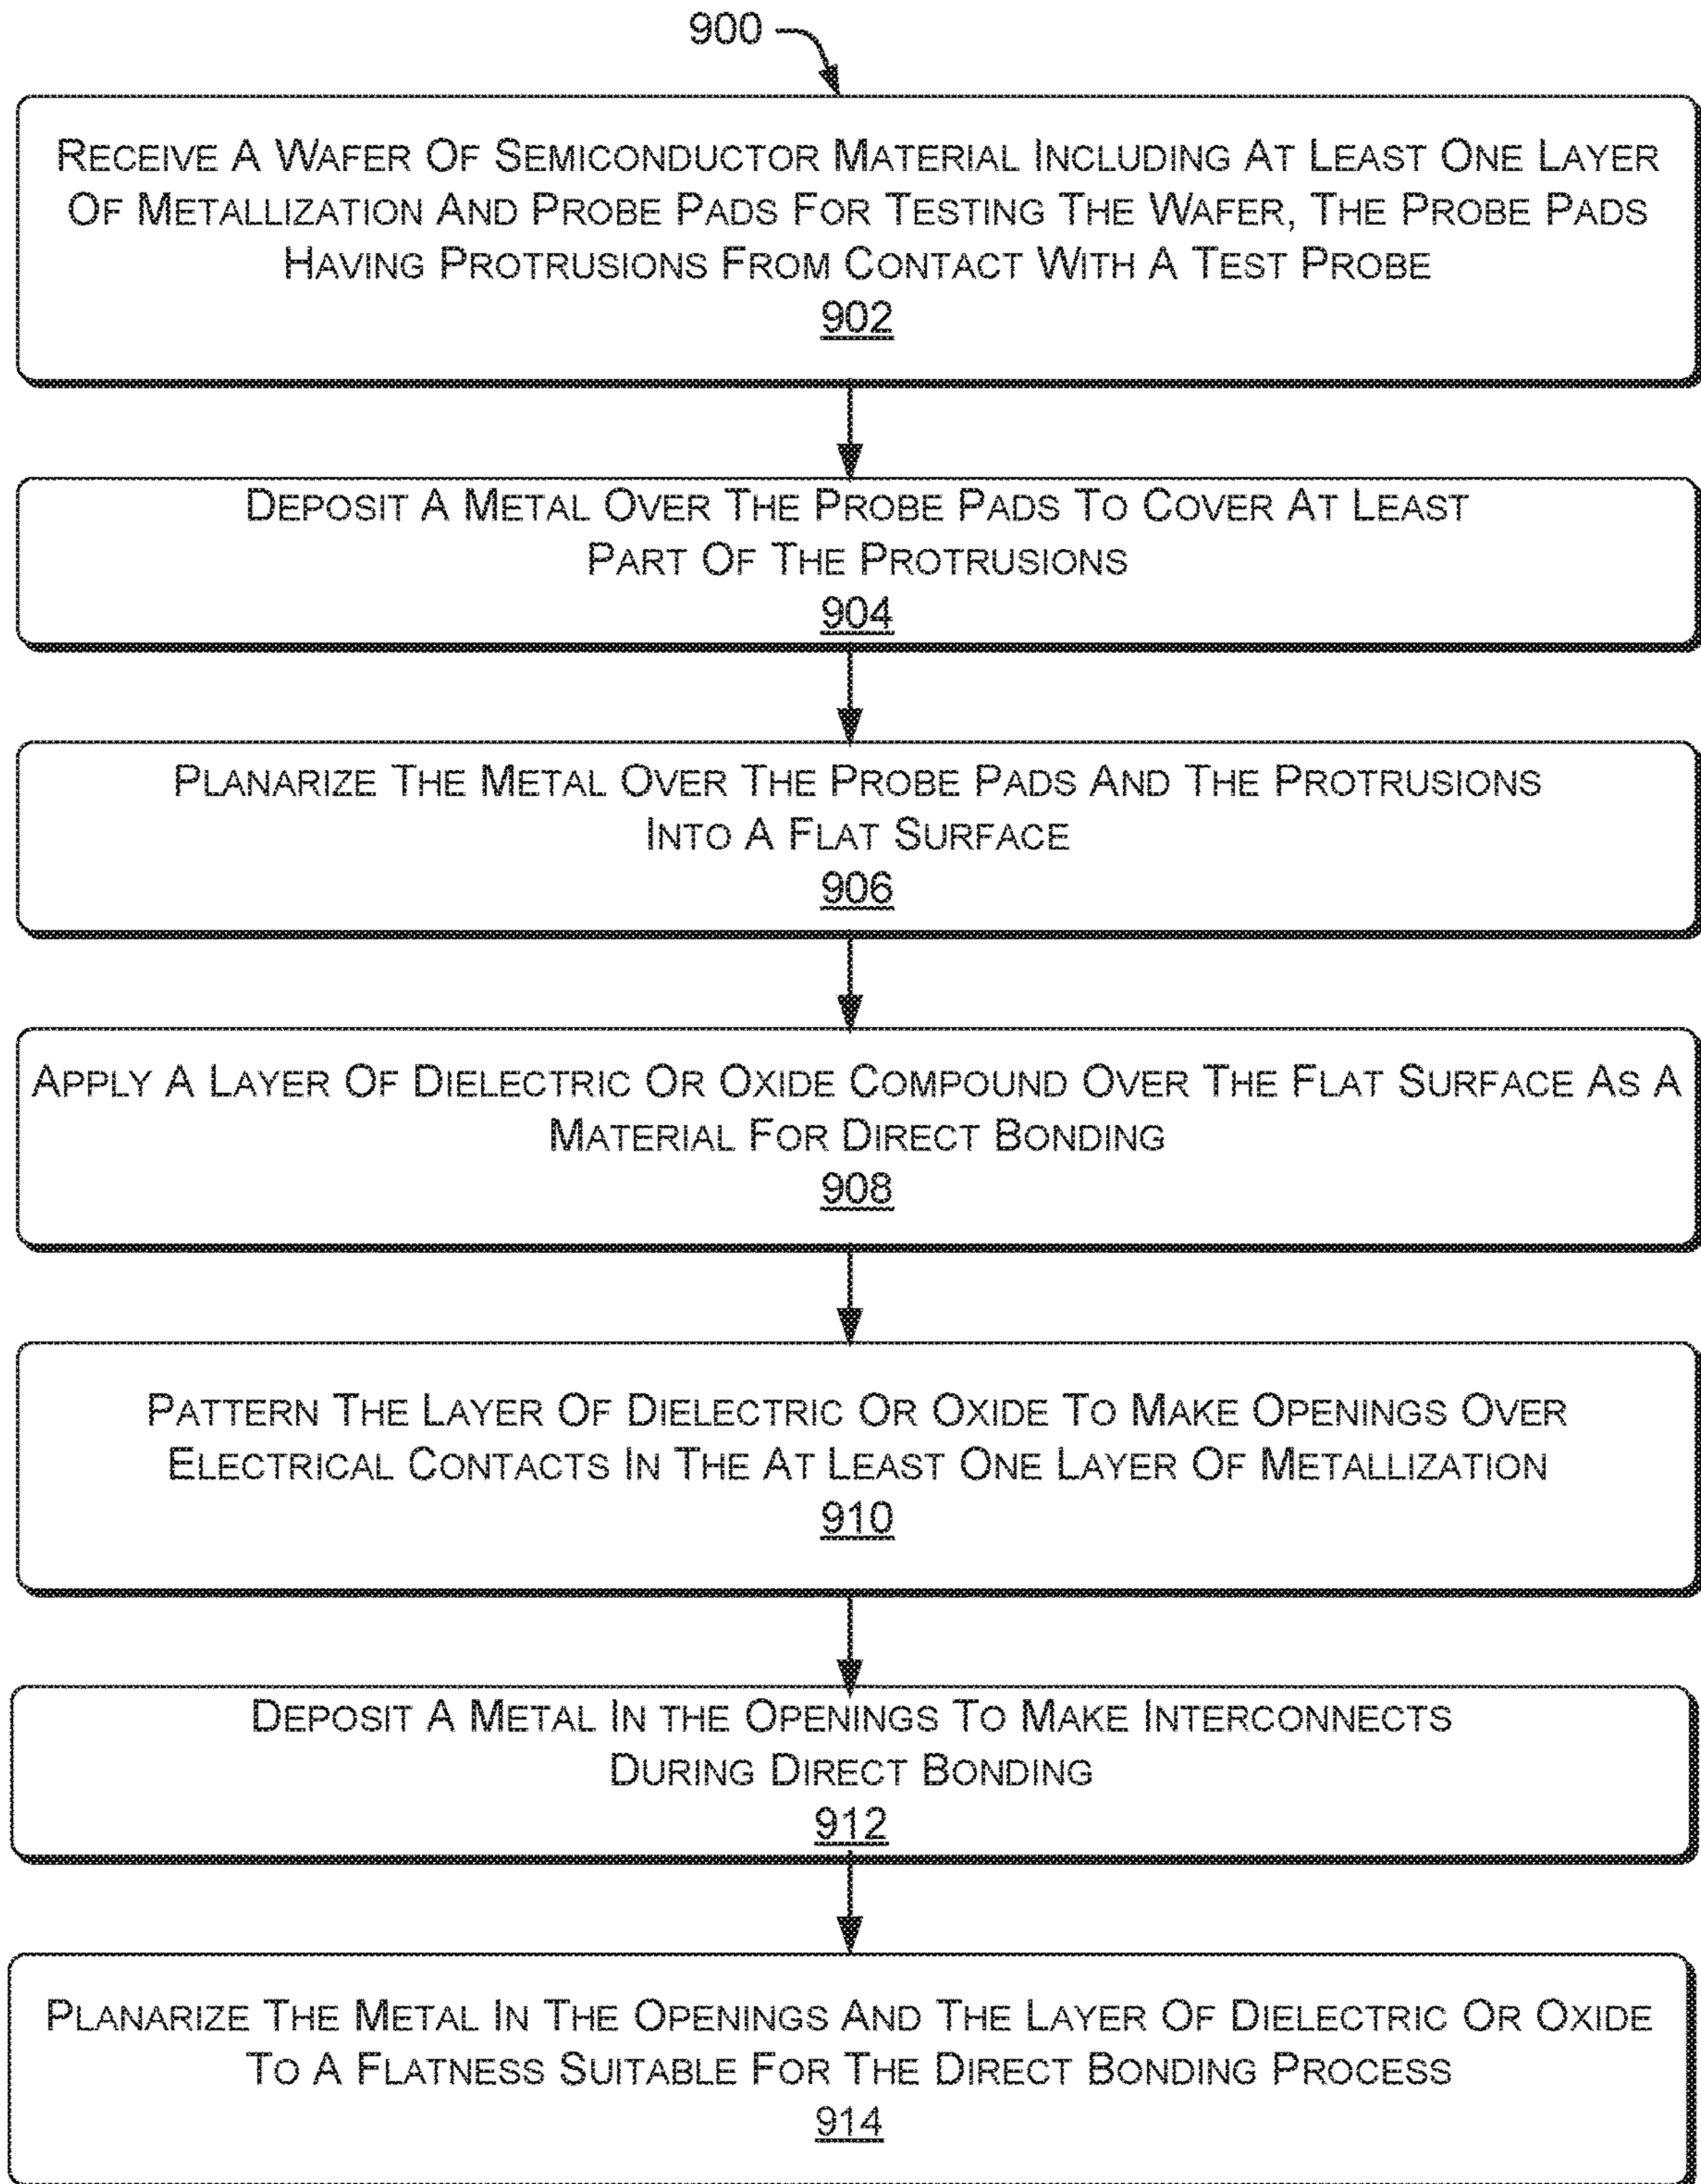 900
RECEIVE A WAFER OF SEMICONDUCTOR MATERIAL INCLUDING AT LEAST ONE LAYER
OF METALLIZATION AND PROBE PADS FOR TESTING THE WAFER, THE PROBE PADS
HAVING PROTRUSIONS FROM CONTACT WITH A TEST PROBE
902
DEPOSIT A METAL OVER THE PROBE PADS TO COVER AT LEAST
PART OF THE PROTRUSIONS
904
PLANARIZE THE METAL OVER THE PROBE PADS AND THE PROTRUSIONS
INTO A FLAT SURFACE
906
APPLY A LAYER OF DIELECTRIC OR OXIDE COMPOUND OVER THE FLAT SURFACE AS A
MATERIAL FOR DIRECT BONDING
908
PATTERN THE LAYER OF DIELECTRIC OR OXIDE TO MAKE OPENINGS OVER
ELECTRICAL CONTACTS IN THE AT LEAST ONE LAYER OF METALLIZATION
910
DEPOSIT A METAL IN THE OPENINGS TO MAKE INTERCONNECTS
DURING DIRECT BONDING
912
PLANARIZE THE METAL IN THE OPENINGS AND THE LAYER OF DIELECTRIC OR OXIDE
TO A FLATNESS SUITABLE FOR THE DIRECT BONDING PROCESS
914